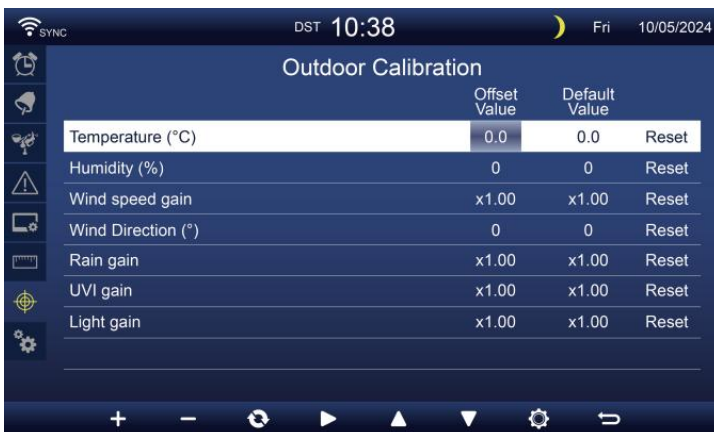 SYNC DST 10:38 Fri 10/05/2024
Outdoor Calibration
Offset Value Default Value
Temperature (°C) 0.0 0.0 Reset
Humidity (%) 0 0 Reset
Wind speed gain x1.00 x1.00 Reset
Wind Direction (°) 0 0 Reset
Rain gain x1.00 x1.00 Reset
UVI gain x1.00 x1.00 Reset
Light gain x1.00 x1.00 Reset